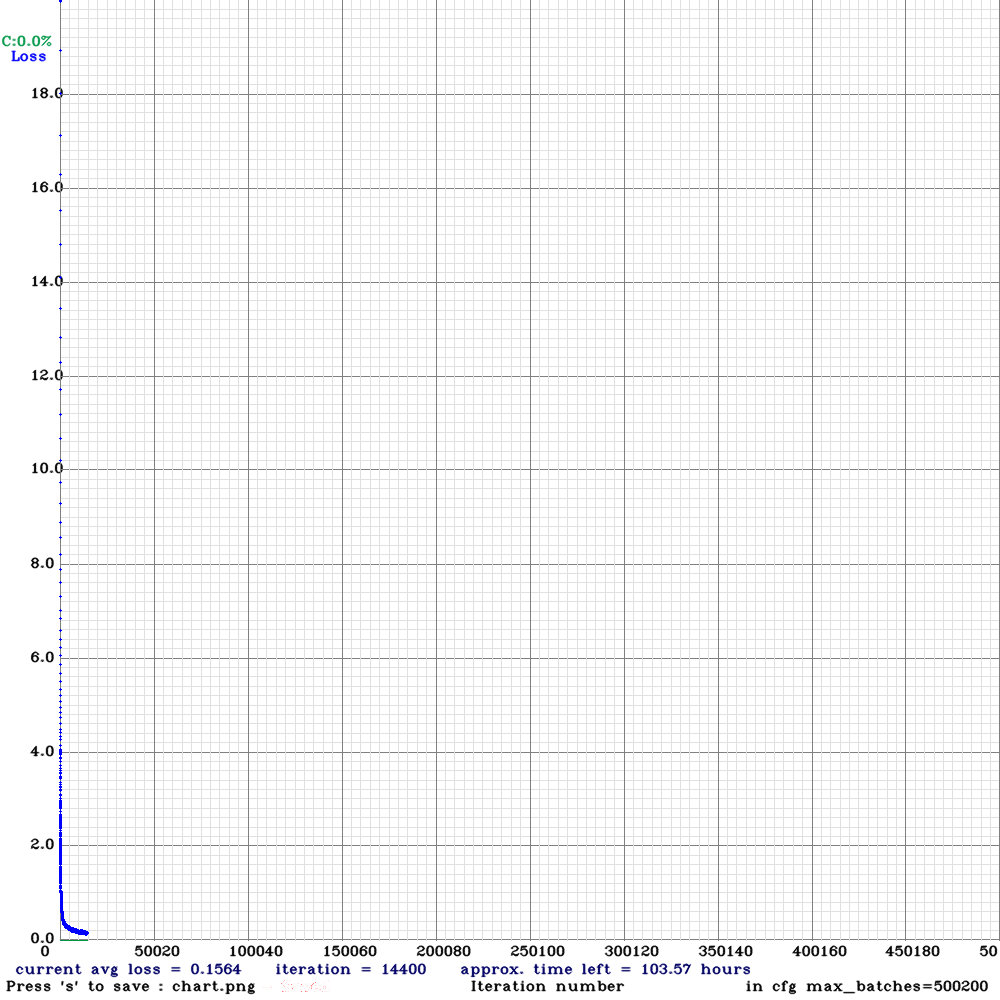 C:0.0%
Loss
18.0
16.0
14.0
12.0
10.0
8.0
6.0
4.0
2.0
0.0
0 50020 100040 150060 200080 250100 300120 350140 400160 450180 50
current avg loss = 0.1564 iteration = 14400 approx. time left = 103.57 hours
Press 's' to save : chart.png - Iteration number in cfg max_batches=500200